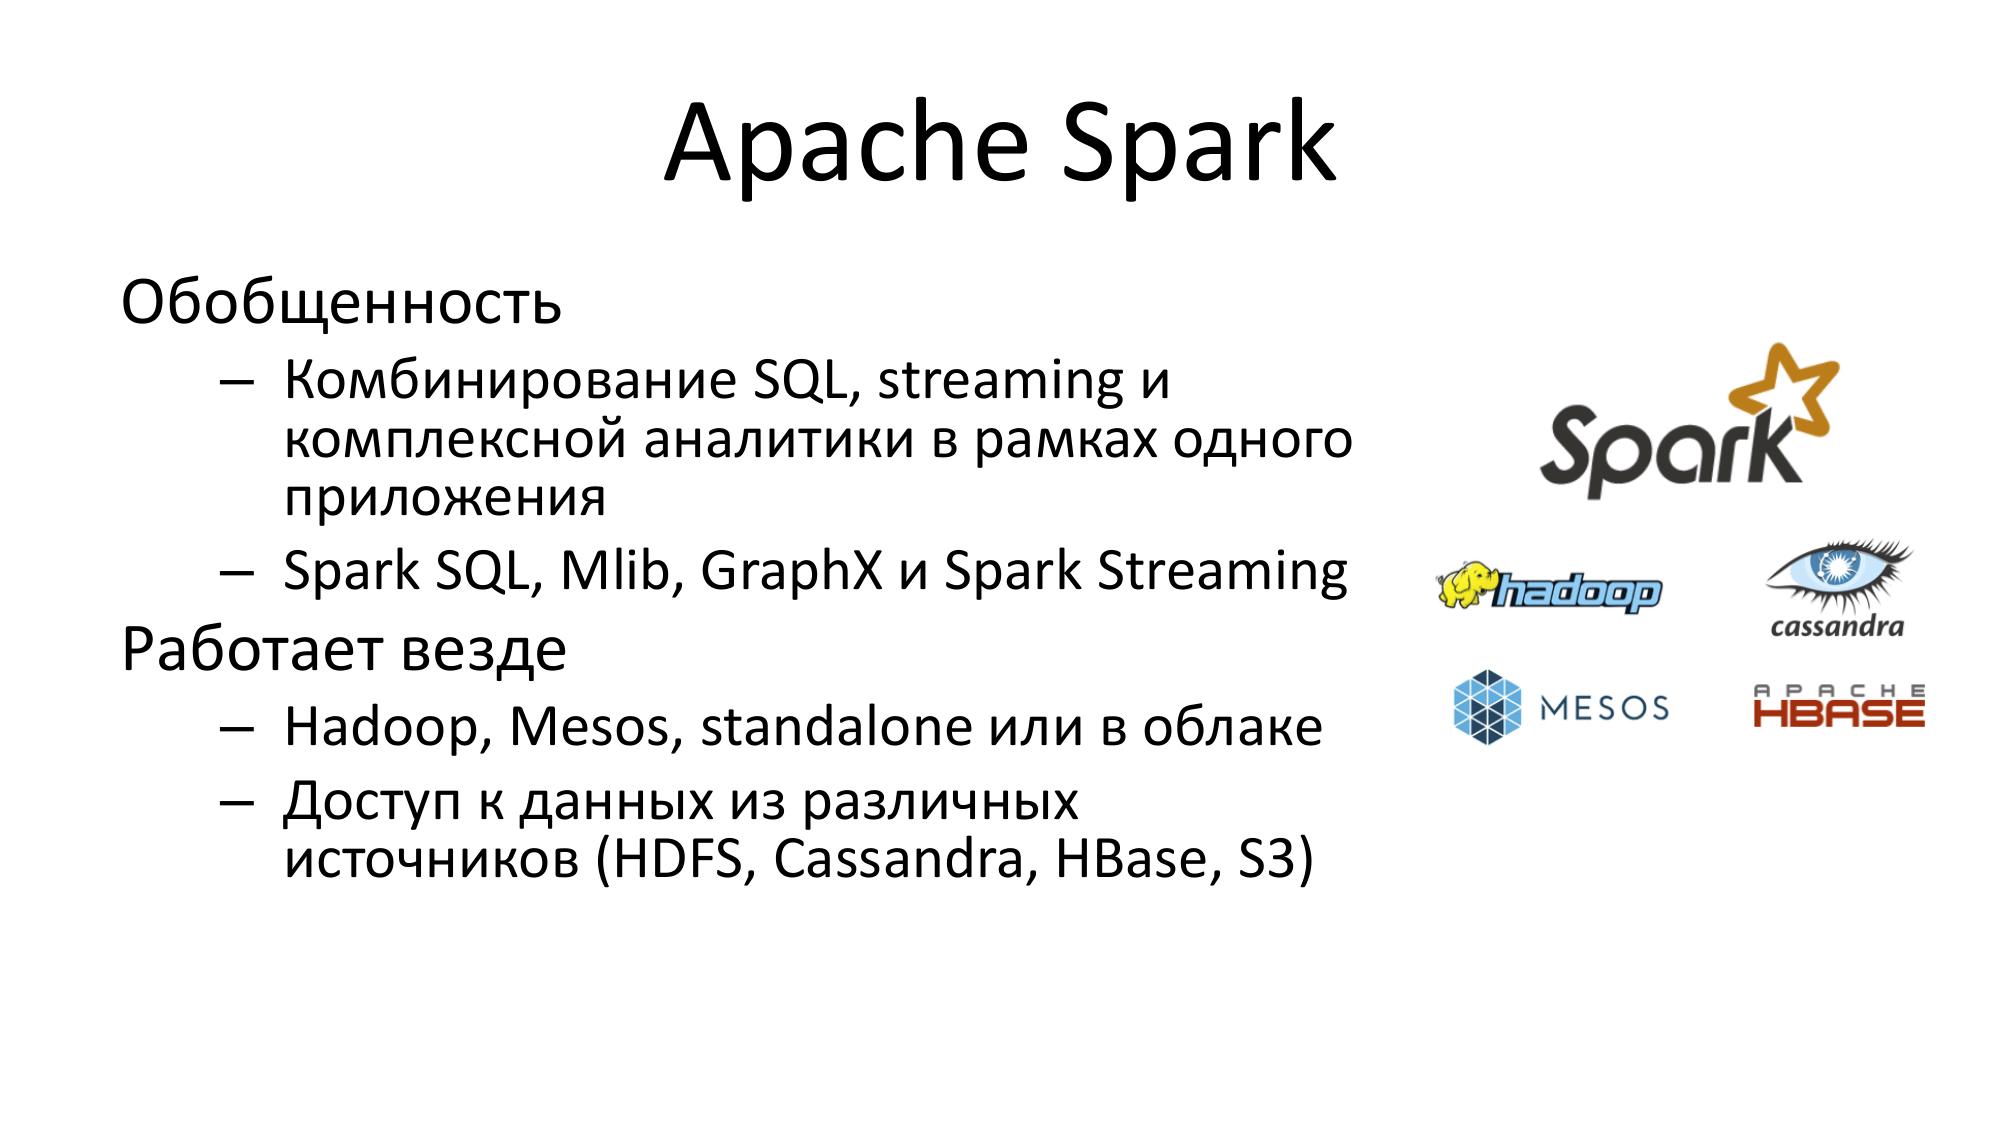 Apache Spark
Обобщенность
– Комбинирование SQL, streaming и
комплексной аналитики в рамках одного
приложения
– Spark SQL, Mlib, GraphX и Spark Streaming
Работает везде
– Hadoop, Mesos, standalone или в облаке
– Доступ к данных из различных
источников (HDFS, Cassandra, HBase, S3)
Spark
hadoop
cassandra
MESOS
APACHE
HBASE